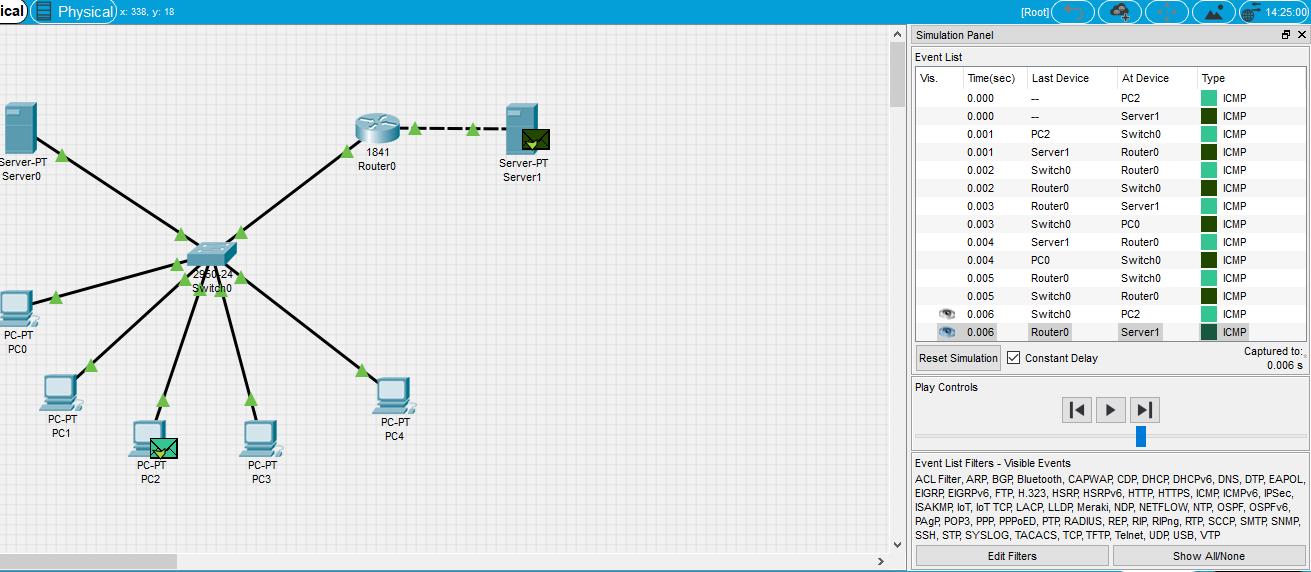 ical Physical x: 338, y: 18 [Root] 14:25:00
Simulation Panel
Event List
Vis. Time(sec) Last Device At Device Type
0.000 -- PC2 ICMP
0.000 -- Server1 ICMP
0.001 PC2 Switch0 ICMP
0.001 Server1 Router0 ICMP
0.002 Switch0 Router0 ICMP
0.002 Router0 Switch0 ICMP
0.003 Router0 Server1 ICMP
0.003 Switch0 PC0 ICMP
0.004 Server1 Router0 ICMP
0.004 PC0 Switch0 ICMP
0.005 Router0 Switch0 ICMP
0.005 Switch0 Router0 ICMP
0.006 Switch0 PC2 ICMP
0.006 Router0 Server1 ICMP
Reset Simulation Constant Delay Captured to:
0.006 s
Play Controls
Event List Filters - Visible Events
ACL Filter, ARP, BGP, Bluetooth, CAPWAP, CDP, DHCP, DHCPv6, DNS, DTP, EAPOL,
EIGRP, EIGRPv6, FTP, H.323, HSRP, HSRPv6, HTTP, HTTPS, ICMP, ICMPv6, IPSec,
ISAKMP, IoT, IoT TCP, LACP, LLDP, Meraki, NDP, NETFLOW, NTP, OSPF, OSPFv6,
PAgP, POP3, PPP, PPPoED, PTP, RADIUS, REP, RIP, RIPng, RTP, SCCP, SMTP, SNMP,
SSH, STP, SYSLOG, TACACS, TCP, TFTP, Telnet, UDP, USB, VTP
Edit Filters Show All/None
Server-PT
Server0
1841
Router0
Server-PT
Server1
2950-24
Switch0
PC-PT
PC0
PC-PT
PC1
PC-PT
PC2
PC-PT
PC3
PC-PT
PC4